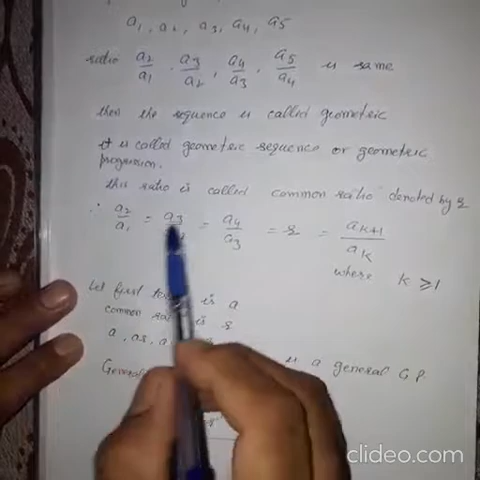 a₁, a₂, a₃, a₄, a₅
ratio a₂/a₁, a₃/a₂, a₄/a₃, a₅/a₄ is same
then the sequence is called geometric
it is called geometric sequence or geometric
progression.
this ratio is called common ratio denoted by r
∴ a₂/a₁ = a₃/ = a₄/a₃ = r = aₖ₊₁/aₖ
where k ≥ 1
Let first is a
common is r
a, ar, a is a general G.P.
General
clideo.com